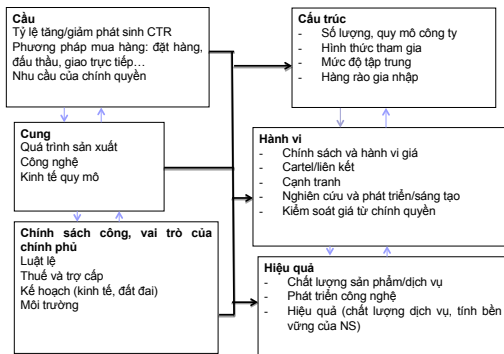 Cầu
Tỷ lệ tăng/giảm phát sinh CTR
Phương pháp mua hàng: đặt hàng,
đấu thầu, giao trực tiếp…
Nhu cầu của chính quyền
Cung
Quá trình sản xuất
Công nghệ
Kinh tế quy mô
Chính sách công, vai trò của
chính phủ
Luật lệ
Thuế và trợ cấp
Kế hoạch (kinh tế, đất đai)
Môi trường
Cấu trúc
- Số lượng, quy mô công ty
- Hình thức tham gia
- Mức độ tập trung
- Hàng rào gia nhập
Hành vi
- Chính sách và hành vi giá
- Cartel/liên kết
- Cạnh tranh
- Nghiên cứu và phát triển/sáng tạo
- Kiểm soát giá từ chính quyền
Hiệu quả
- Chất lượng sản phẩm/dịch vụ
- Phát triển công nghệ
- Hiệu quả (chất lượng dịch vụ, tính bền
vững của NS)